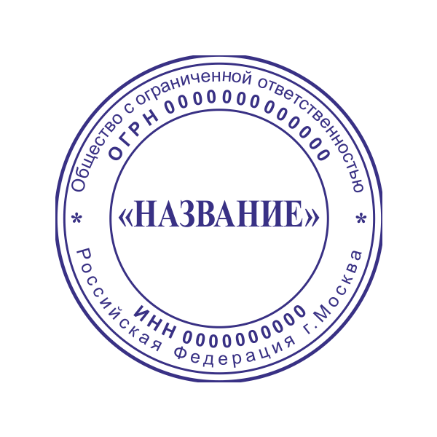 Общество с ограниченной ответственностью
ОГРН 0000000000000
«НАЗВАНИЕ»
ИНН 0000000000
* Российская Федерация г.Москва *